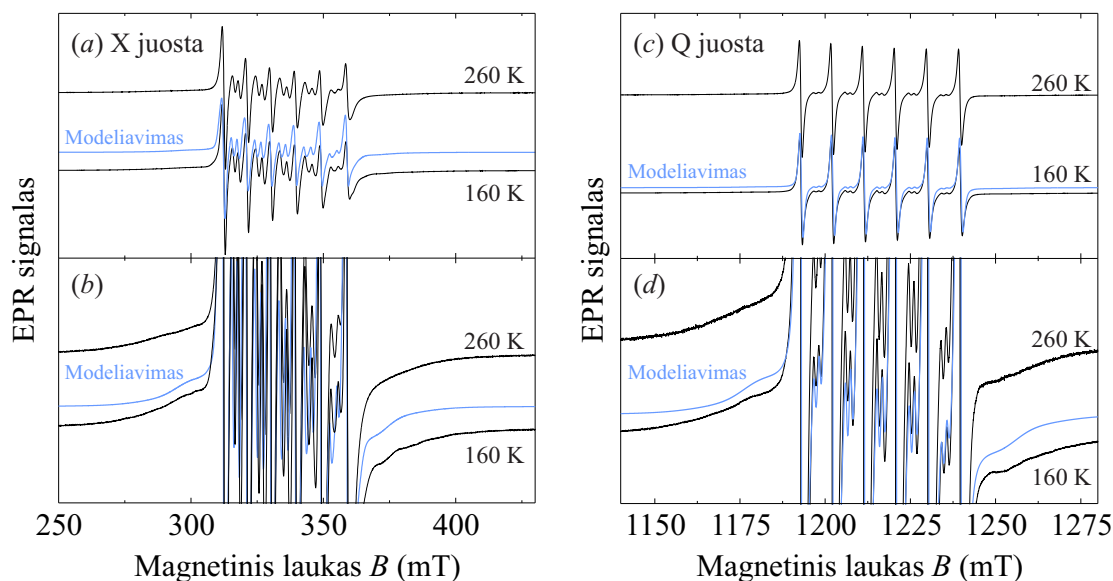 (a) X juosta
260 K
Modeliavimas
160 K
(b)
260 K
Modeliavimas
160 K
EPR signalas
250 300 350 400
Magnetinis laukas B (mT)
(c) Q juosta
260 K
Modeliavimas
160 K
(d)
260 K
Modeliavimas
160 K
EPR signalas
1150 1175 1200 1225 1250 1275
Magnetinis laukas B (mT)